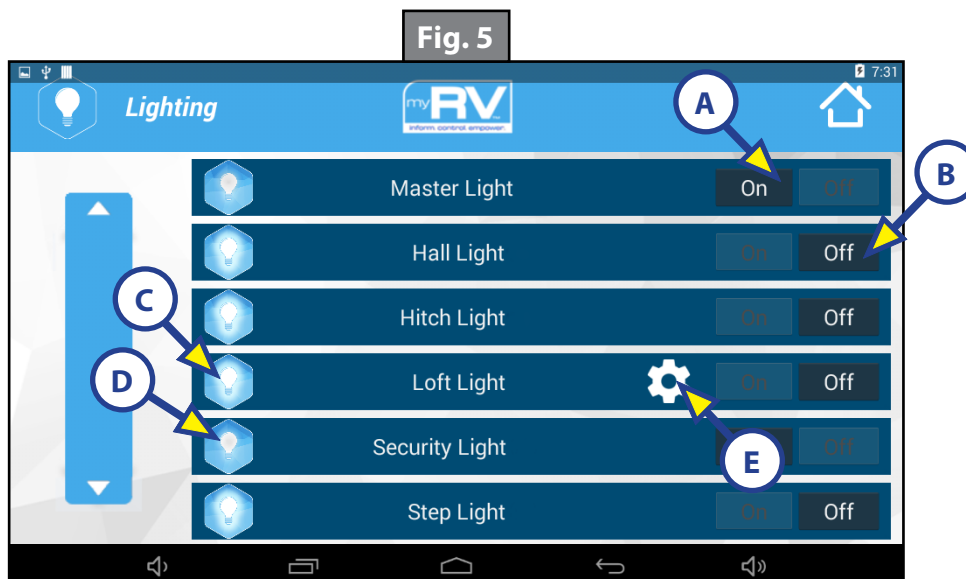 Fig. 5
7:31
Lighting
myRV
inform. control. empower.
A
Master Light On Off
B
Hall Light On Off
Hitch Light On Off
C
Loft Light On Off
D
Security Light Off
E
Step Light On Off